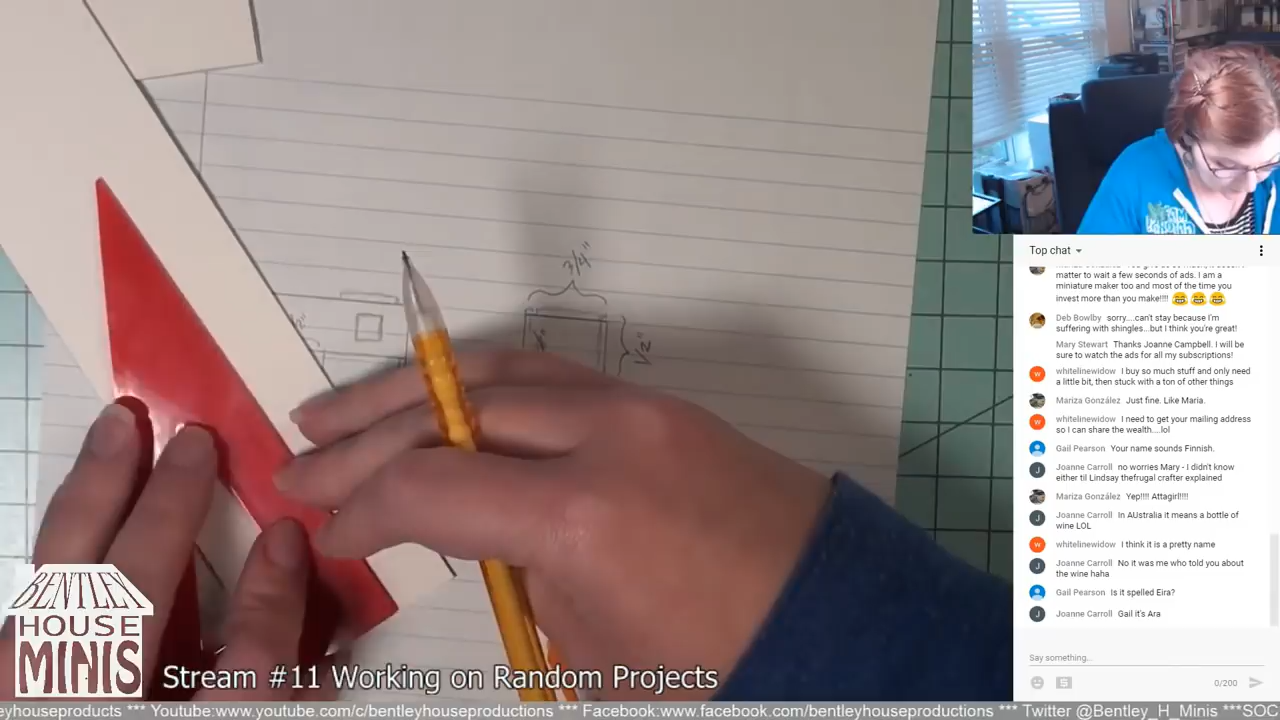 3/4"
1/2"
Top chat
matter to wait a few seconds of ads. I am a
miniature maker too and most of the time you
invest more than you make!!!!
Deb Bowlby sorry....can't stay because I'm
suffering with shingles...but I think you're great!
Mary Stewart Thanks Joanne Campbell. I will be
sure to watch the ads for all my subscriptions!
whitelinewidow I buy so much stuff and only need
a little bit, then stuck with a ton of other things
Mariza González Just fine. Like Maria.
whitelinewidow I need to get your mailing address
so I can share the wealth....lol
Gail Pearson Your name sounds Finnish.
Joanne Carroll no worries Mary - I didn't know
either til Lindsay thefrugal crafter explained
Mariza González Yep!!!! Attagirl!!!!
Joanne Carroll In AUstralia it means a bottle of
wine LOL
whitelinewidow I think it is a pretty name
Joanne Carroll No it was me who told you about
the wine haha
Gail Pearson Is it spelled Eira?
Joanne Carroll Gail it's Ara
Say something...
0/200
BENTLEY
HOUSE
MINIS
Stream #11 Working on Random Projects
leyhouseproducts *** Youtube:www.youtube.com/c/bentleyhouseproductions *** Facebook:www.facebook.com/bentleyhouseproductions *** Twitter @Bentley_H_Minis ***SOC